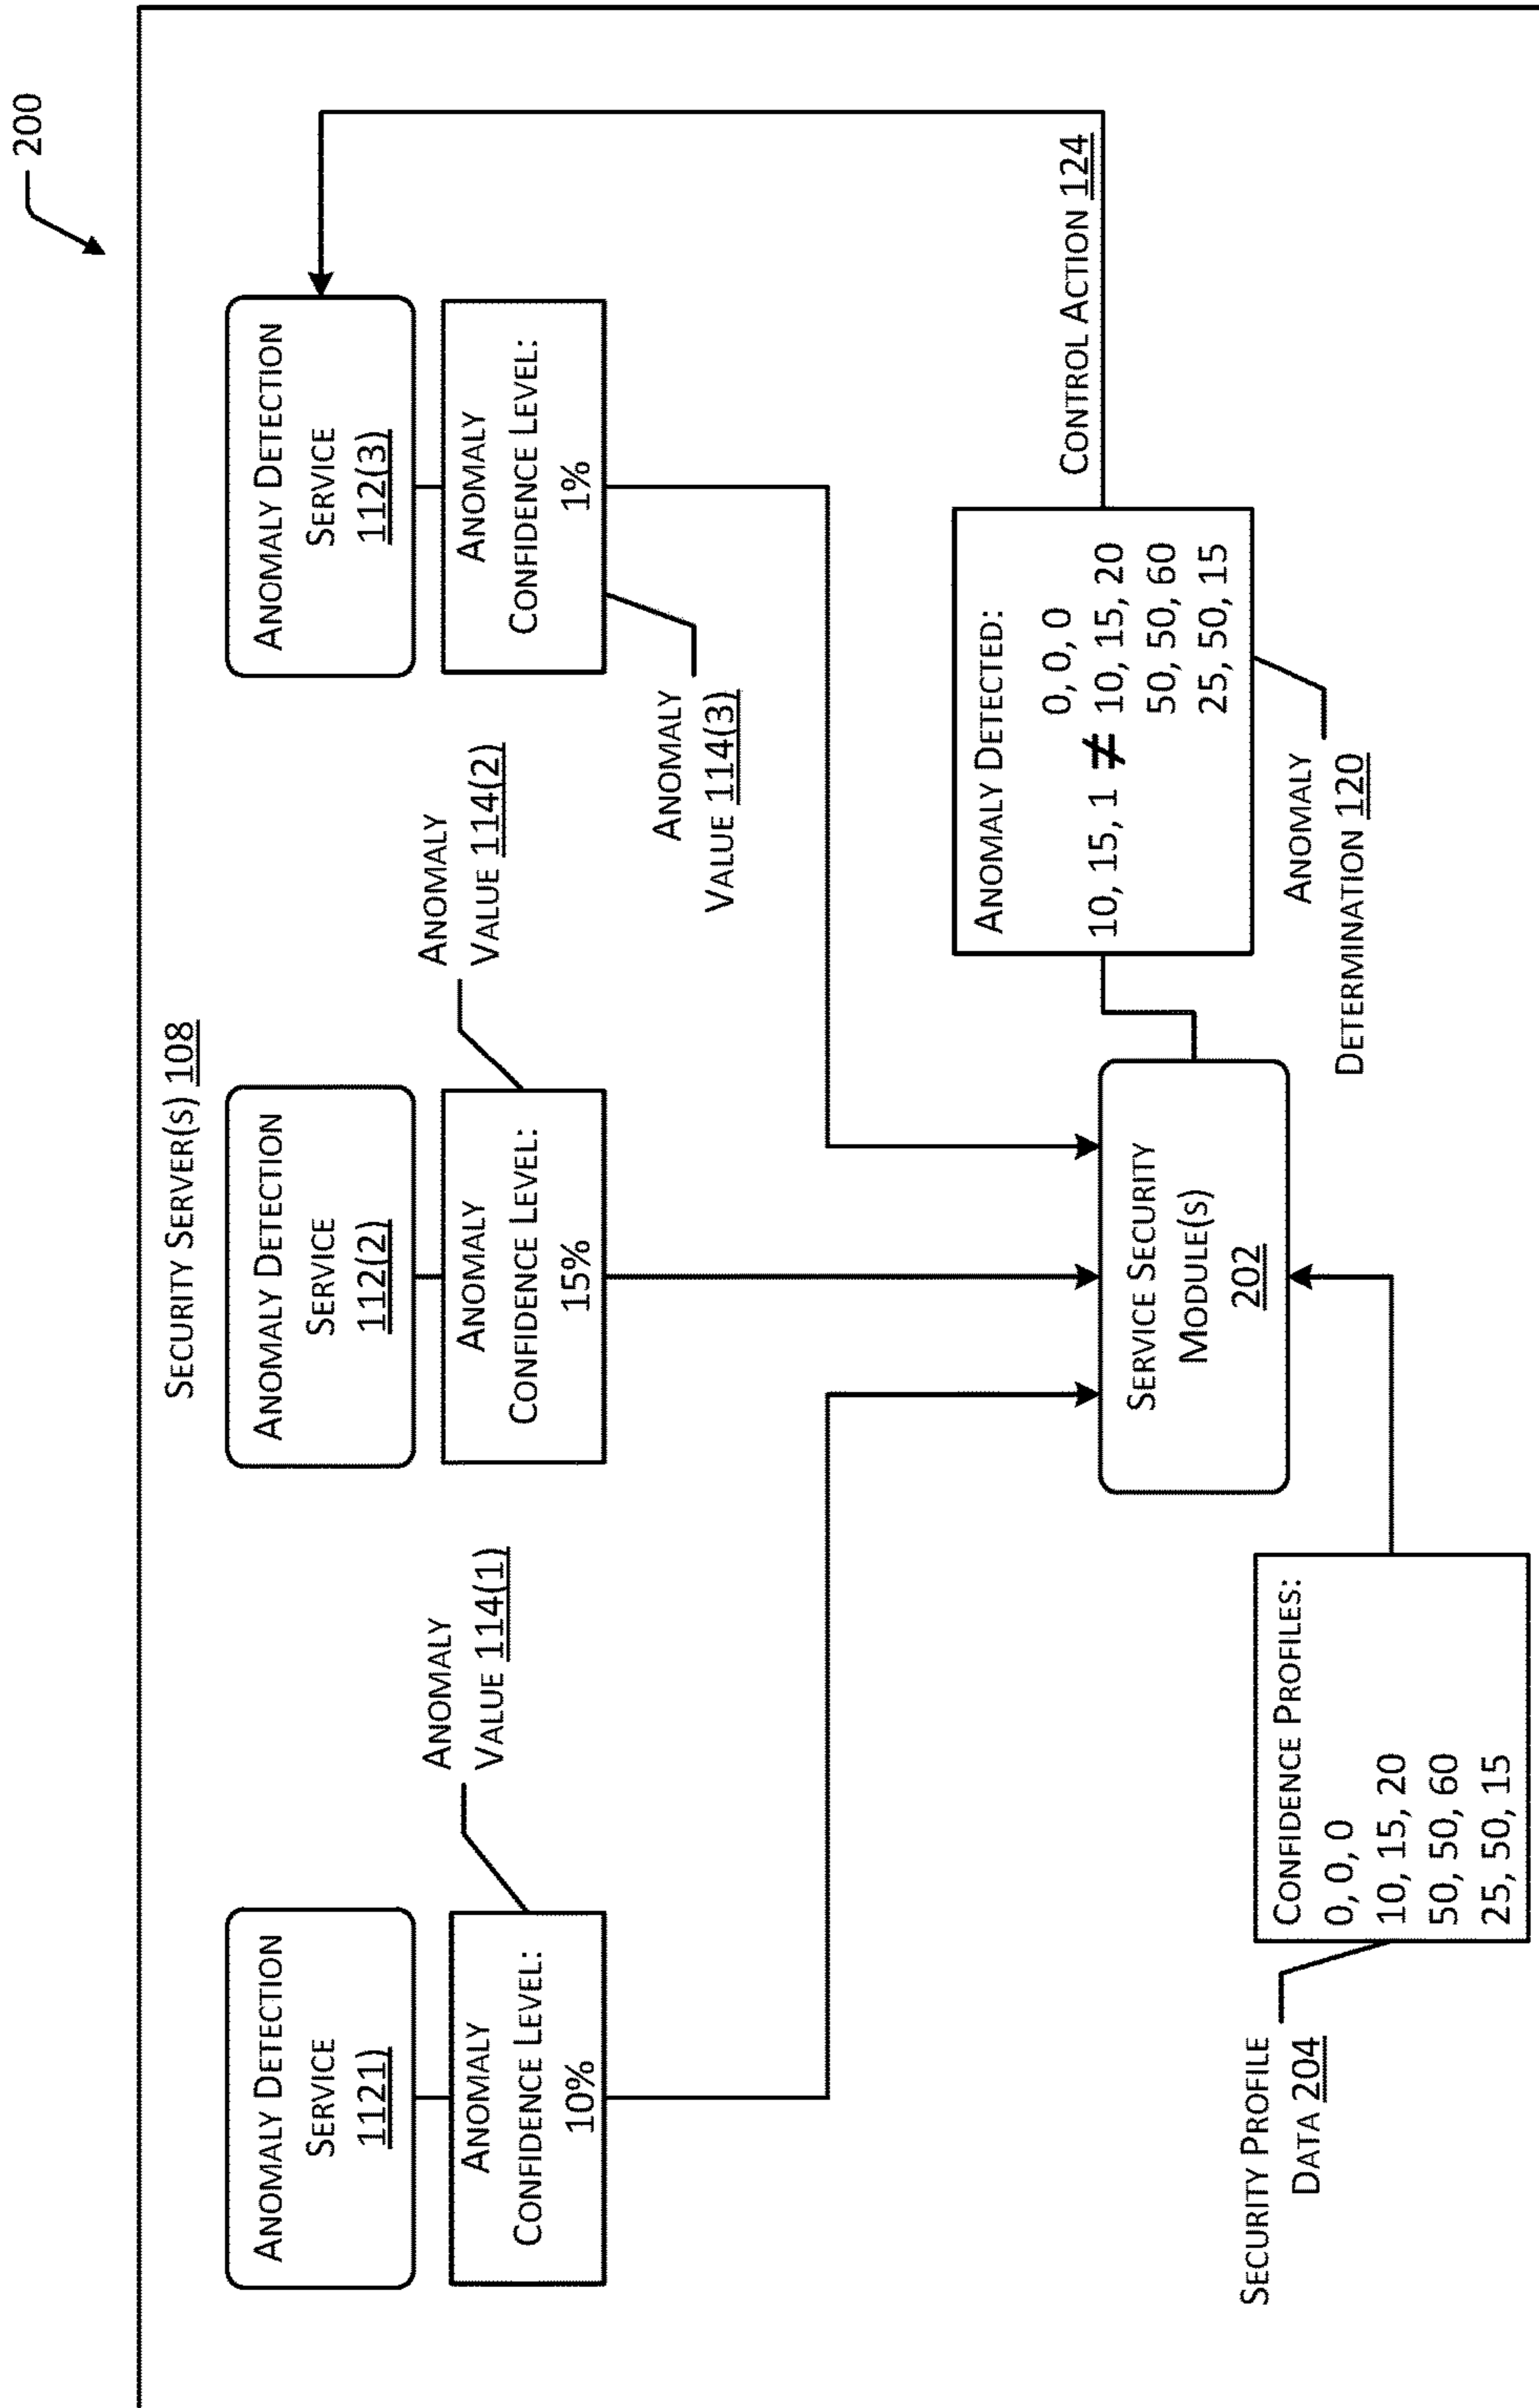 200
SECURITY SERVER(S) 108
ANOMALY DETECTION
SERVICE
1121)
ANOMALY
CONFIDENCE LEVEL:
10%
ANOMALY
VALUE 114(1)
ANOMALY DETECTION
SERVICE
112(2)
ANOMALY
CONFIDENCE LEVEL:
15%
ANOMALY
VALUE 114(2)
ANOMALY DETECTION
SERVICE
112(3)
ANOMALY
CONFIDENCE LEVEL:
1%
ANOMALY
VALUE 114(3)
SERVICE SECURITY
MODULE(S)
202
CONFIDENCE PROFILES:
0, 0, 0
10, 15, 20
50, 50, 60
25, 50, 15
SECURITY PROFILE
DATA 204
ANOMALY DETECTED:
0, 0, 0
10, 15, 1 ≠ 10, 15, 20
50, 50, 60
25, 50, 15
ANOMALY
DETERMINATION 120
CONTROL ACTION 124